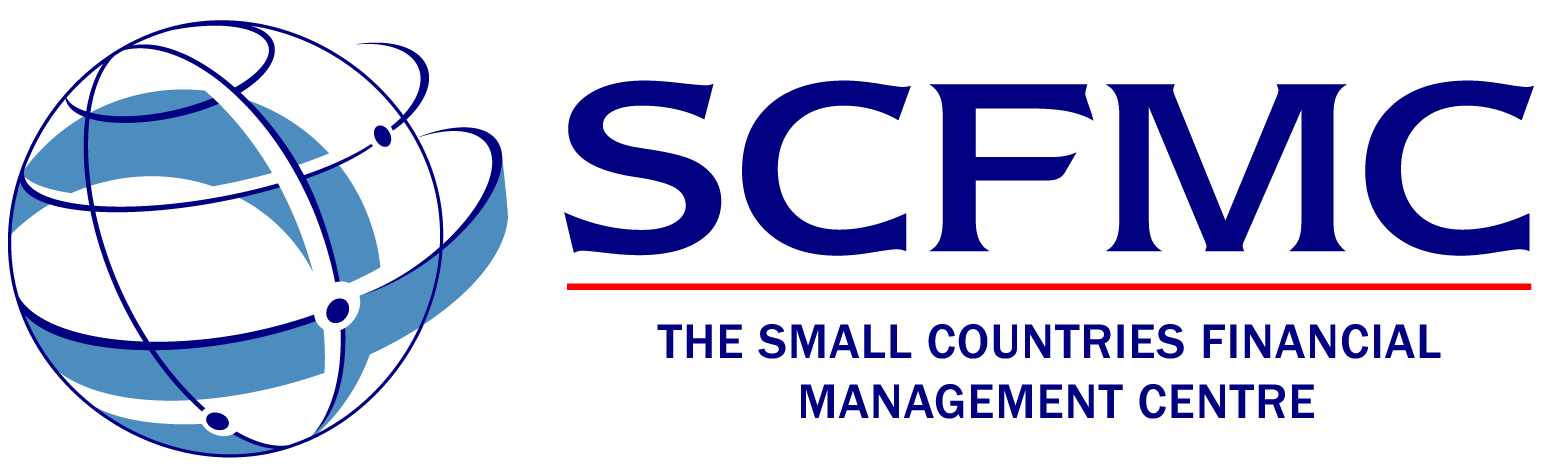 SCFMC
THE SMALL COUNTRIES FINANCIAL
MANAGEMENT CENTRE